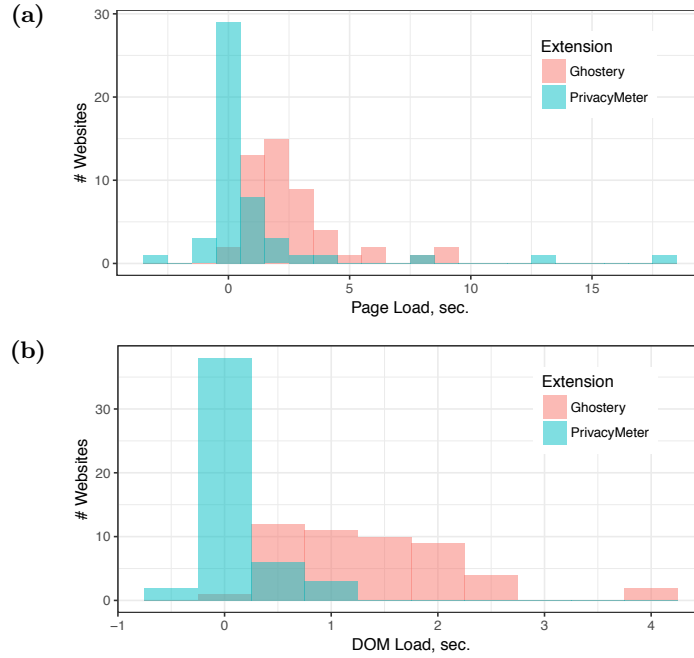 (a)
30
20
10
0
# Websites
Extension
Ghostery
PrivacyMeter
0 5 10 15
Page Load, sec.
(b)
30
20
10
0
# Websites
Extension
Ghostery
PrivacyMeter
−1 0 1 2 3 4
DOM Load, sec.